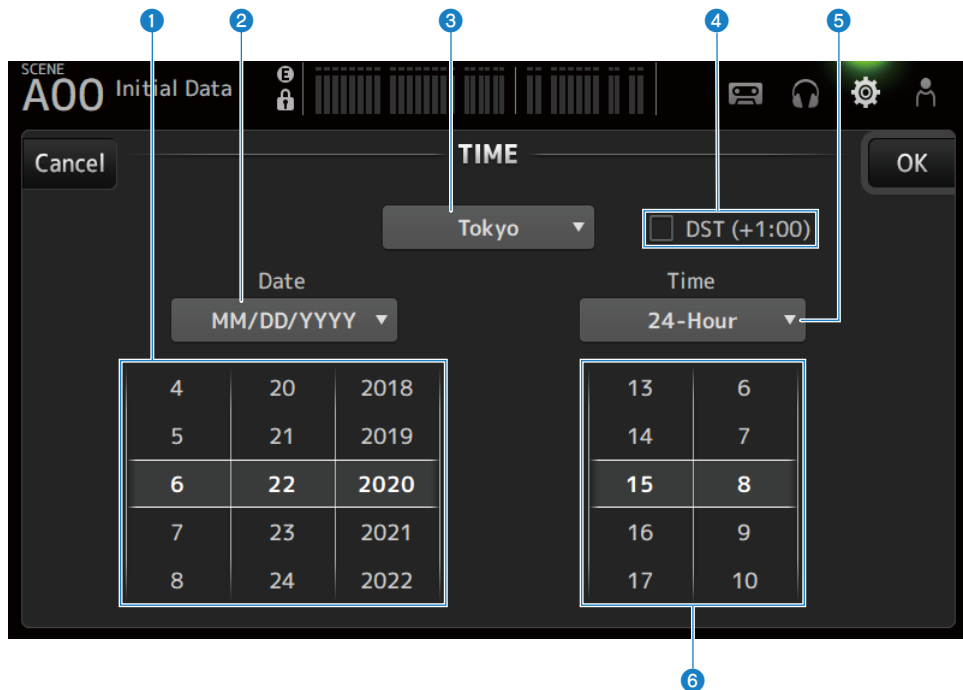 1 2 3 4 5
SCENE
A00 Initial Data E
Cancel TIME OK
Tokyo DST (+1:00)
Date Time
MM/DD/YYYY 24-Hour
4 20 2018 13 6
5 21 2019 14 7
6 22 2020 15 8
7 23 2021 16 9
8 24 2022 17 10
6